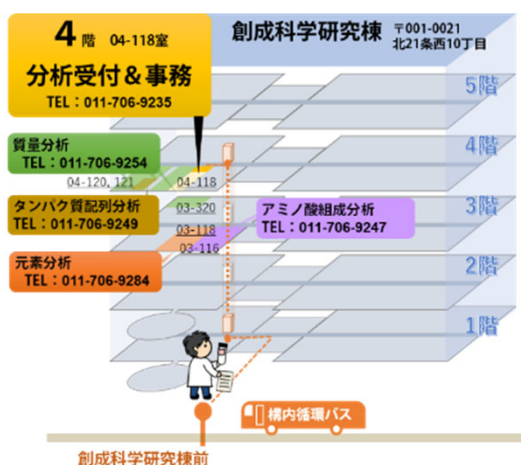 4階 04-118室
分析受付&事務
TEL：011-706-9235
創成科学研究棟
〒001-0021
北21条西10丁目
5階
4階
3階
2階
1階
質量分析
TEL：011-706-9254
04-120, 121
04-118
タンパク質配列分析
TEL：011-706-9249
03-320
03-118
03-116
アミノ酸組成分析
TEL：011-706-9247
元素分析
TEL：011-706-9284
構内循環バス
創成科学研究棟前